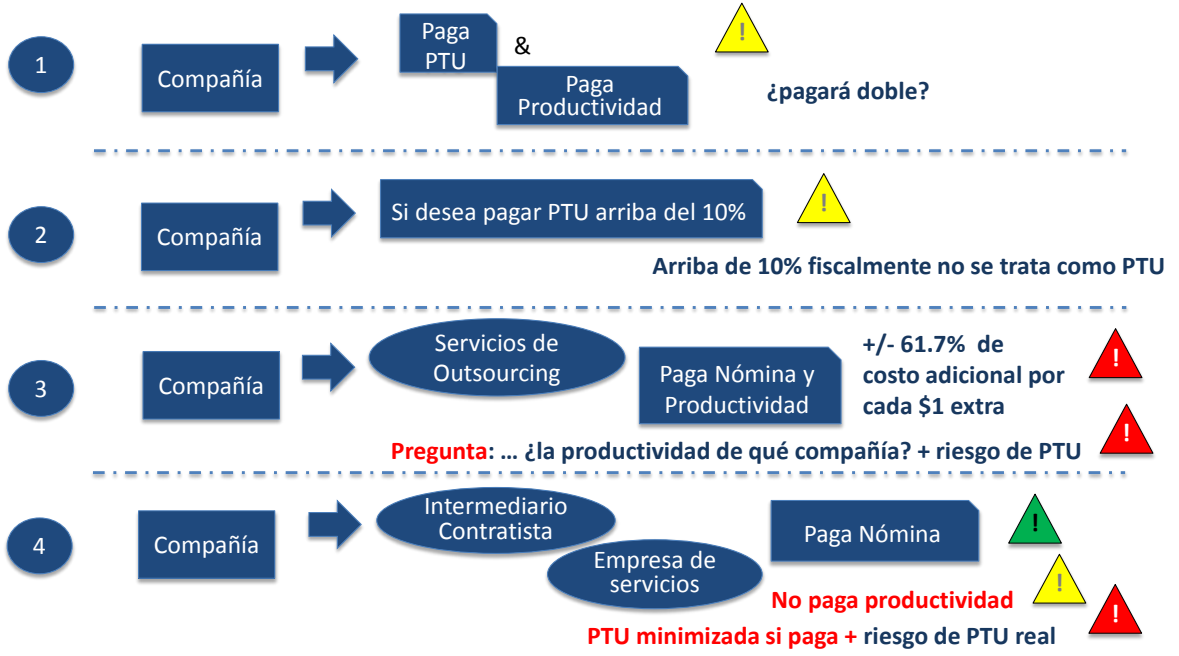 1
Compañía
Paga
PTU
&
Paga
Productividad
!
¿pagará doble?
2
Compañía
Si desea pagar PTU arriba del 10%
!
Arriba de 10% fiscalmente no se trata como PTU
3
Compañía
Servicios de
Outsourcing
Paga Nómina y
Productividad
+/- 61.7% de
costo adicional por
cada $1 extra
!
Pregunta: ... ¿la productividad de qué compañía? + riesgo de PTU
!
4
Compañía
Intermediario
Contratista
Empresa de
servicios
Paga Nómina
!
No paga productividad
!
PTU minimizada si paga + riesgo de PTU real
!